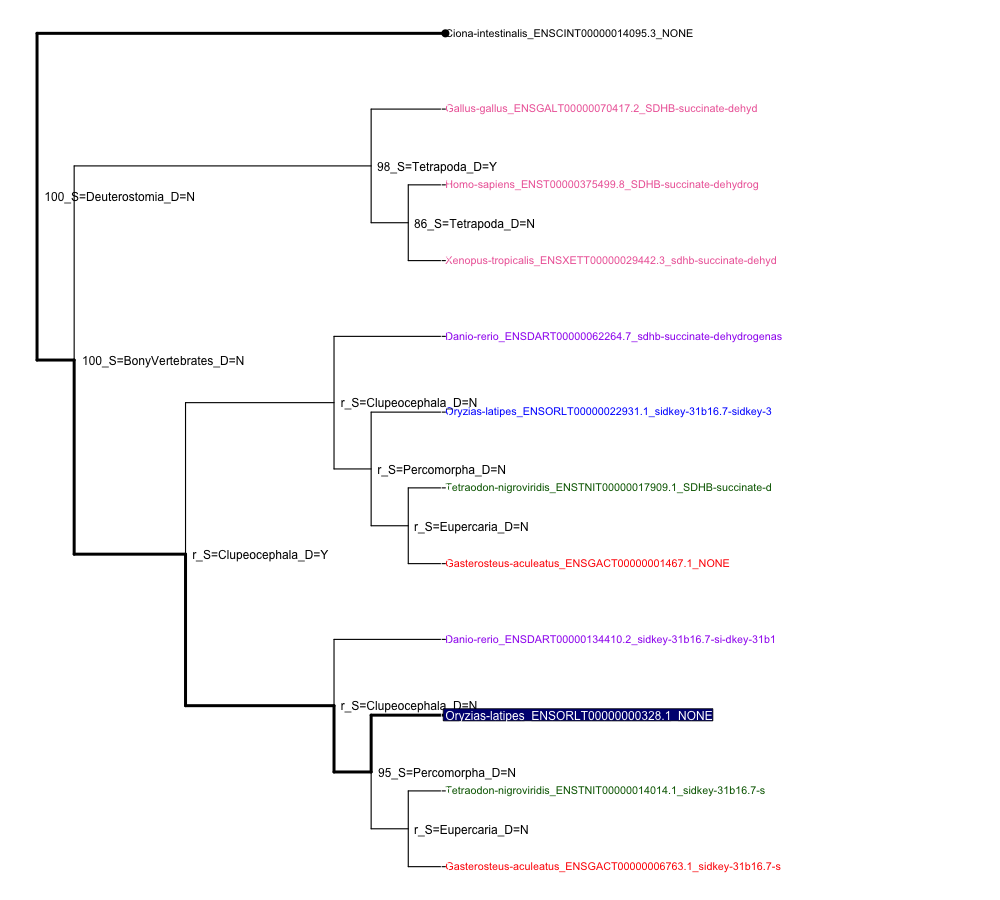 Ciona-intestinalis_ENSCINT00000014095.3_NONE
Gallus-gallus_ENSGALT00000070417.2_SDHB-succinate-dehyd
98_S=Tetrapoda_D=Y
Homo-sapiens_ENST00000375499.8_SDHB-succinate-dehydrog
100_S=Deuterostomia_D=N
86_S=Tetrapoda_D=N
Xenopus-tropicalis_ENSXETT00000029442.3_sdhb-succinate-dehyd
Danio-rerio_ENSDART00000062264.7_sdhb-succinate-dehydrogenas
100_S=BonyVertebrates_D=N
r_S=Clupeocephala_D=N
Oryzias-latipes_ENSORLT00000022931.1_sidkey-31b16.7-sidkey-3
r_S=Percomorpha_D=N
Tetraodon-nigroviridis_ENSTNIT00000017909.1_SDHB-succinate-d
r_S=Eupercaria_D=N
r_S=Clupeocephala_D=Y
Gasterosteus-aculeatus_ENSGACT00000001467.1_NONE
Danio-rerio_ENSDART00000134410.2_sidkey-31b16.7-si-dkey-31b1
r_S=Clupeocephala_D=N
Oryzias-latipes_ENSORLT00000000328.1_NONE
95_S=Percomorpha_D=N
Tetraodon-nigroviridis_ENSTNIT00000014014.1_sidkey-31b16.7-s
r_S=Eupercaria_D=N
Gasterosteus-aculeatus_ENSGACT00000006763.1_sidkey-31b16.7-s